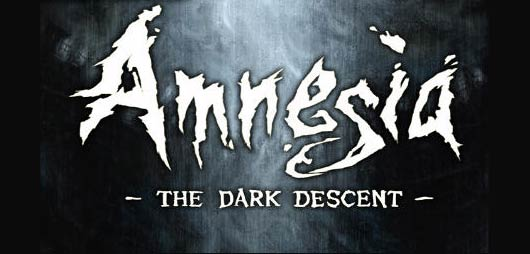 Amnesia
- THE DARK DESCENT -